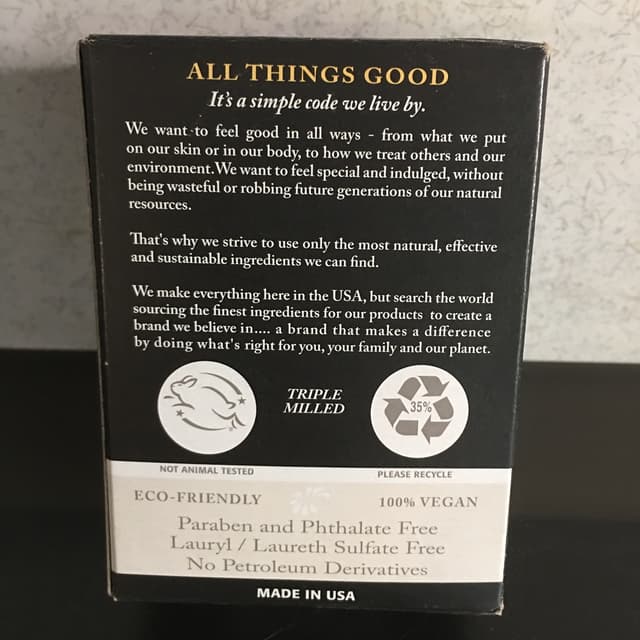 ALL THINGS GOOD
It's a simple code we live by.
We want to feel good in all ways - from what we put
on our skin or in our body, to how we treat others and our
environment. We want to feel special and indulged, without
being wasteful or robbing future generations of our natural
resources.
That's why we strive to use only the most natural, effective
and sustainable ingredients we can find.
We make everything here in the USA, but search the world
sourcing the finest ingredients for our products to create a
brand we believe in.... a brand that makes a difference
by doing what's right for you, your family and our planet.
TRIPLE
MILLED
35%
NOT ANIMAL TESTED
PLEASE RECYCLE
ECO-FRIENDLY
100% VEGAN
Paraben and Phthalate Free
Lauryl / Laureth Sulfate Free
No Petroleum Derivatives
MADE IN USA